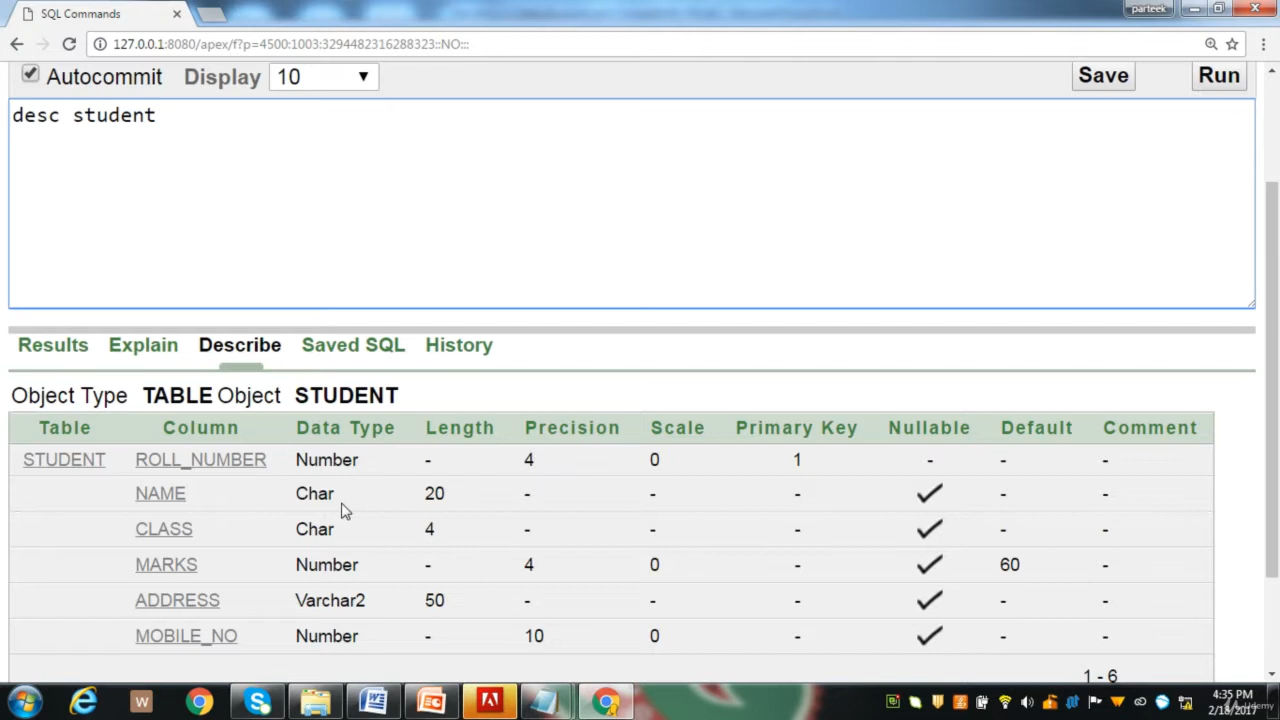 SQL Commands
parteek
127.0.0.1:8080/apex/f?p=4500:1003:3294482316288323::NO:::
Autocommit Display 10 Save Run
desc student
Results Explain Describe Saved SQL History
Object Type TABLE Object STUDENT
Table Column Data Type Length Precision Scale Primary Key Nullable Default Comment
STUDENT ROLL_NUMBER Number - 4 0 1 - - -
NAME Char 20 - - - - -
CLASS Char 4 - - - - -
MARKS Number - 4 0 - 60 -
ADDRESS Varchar2 50 - - - - -
MOBILE_NO Number - 10 0 - - -
1 - 6
4:35 PM
2/18/2017
Udemy